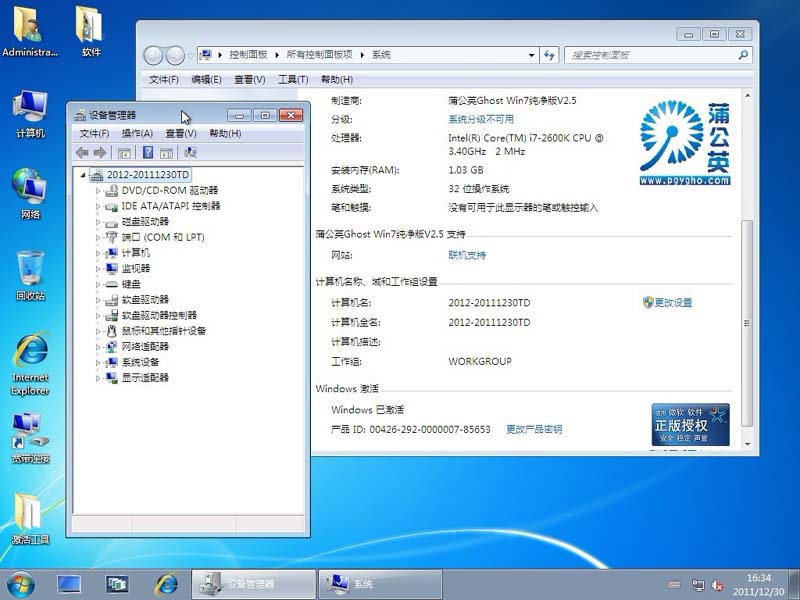 Administra...
软件
计算机
网络
回收站
Internet
Explorer
宽带连接
激活工具
控制面板 所有控制面板项 系统
搜索控制面板
文件(F) 编辑(E) 查看(V) 工具(T) 帮助(H)
制造商: 蒲公英Ghost Win7纯净版V2.5
分级: 系统分级不可用
处理器: Intel(R) Core(TM) i7-2600K CPU @
3.40GHz 2 MHz
安装内存(RAM): 1.03 GB
系统类型: 32 位操作系统
笔和触摸: 没有可用于此显示器的笔或触控输入
蒲公英
www.pgygho.com
蒲公英Ghost Win7纯净版V2.5 支持
网站: 联机支持
计算机名称、域和工作组设置
计算机名: 2012-20111230TD 更改设置
计算机全名: 2012-20111230TD
计算机描述:
工作组: WORKGROUP
Windows 激活
Windows 已激活
产品 ID: 00426-292-0000007-85653 更改产品密钥
使用 微软 软件
正版授权
安全 稳定 声誉
设备管理器
文件(F) 操作(A) 查看(V) 帮助(H)
2012-20111230TD
DVD/CD-ROM 驱动器
IDE ATA/ATAPI 控制器
磁盘驱动器
端口 (COM 和 LPT)
计算机
监视器
键盘
软盘驱动器
软盘驱动器控制器
鼠标和其他指针设备
网络适配器
系统设备
显示适配器
设备管理器
系统
16:34
2011/12/30